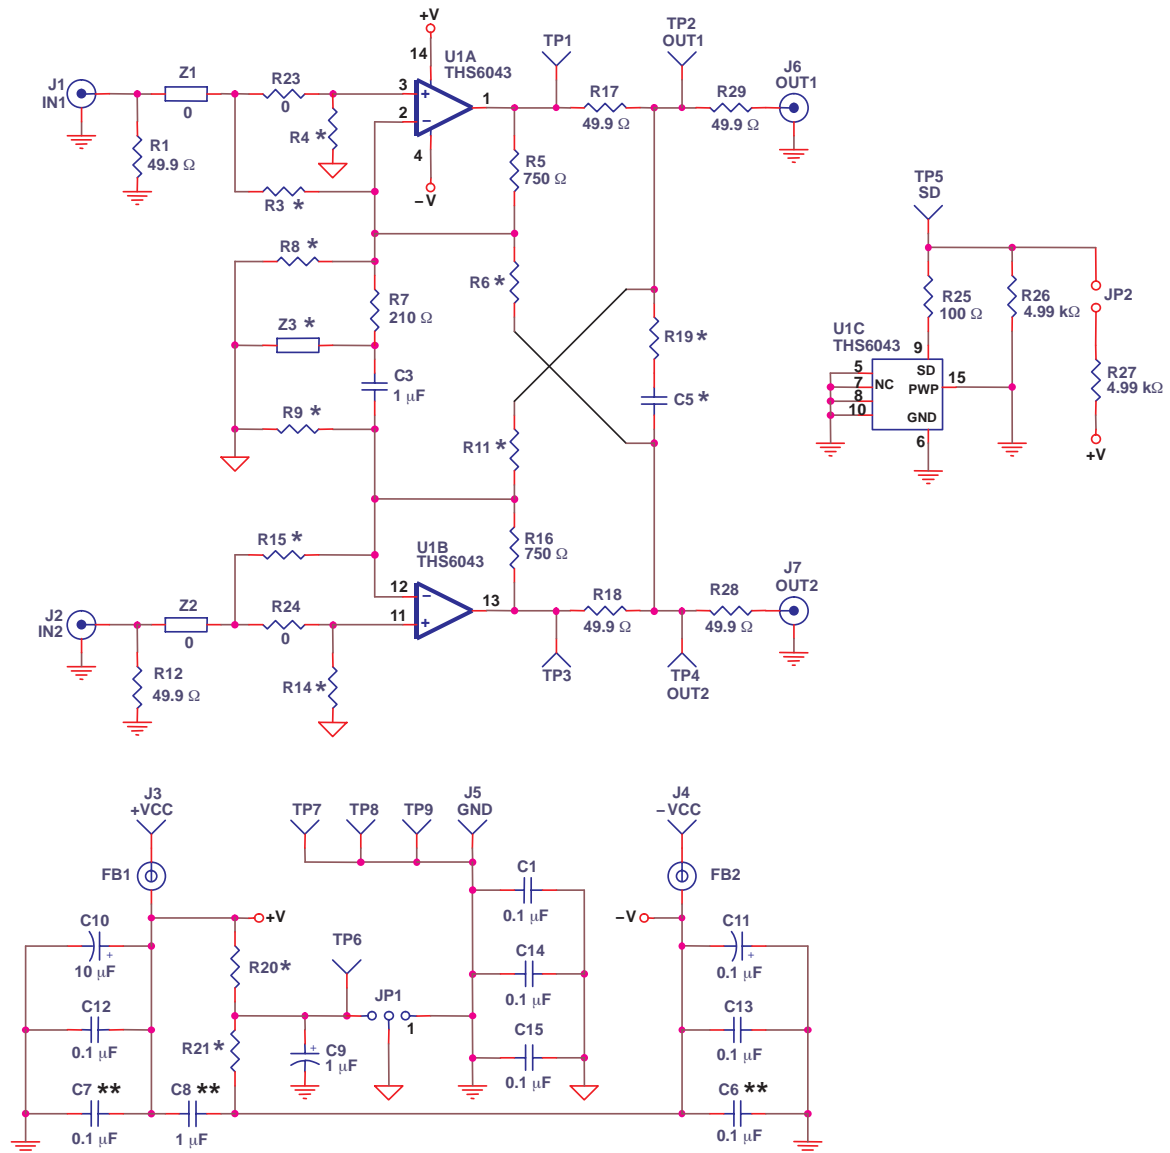 +V
14
U1A
THS6043
TP1
TP2
OUT1
J1
IN1
Z1
0
R23
0
3
+
2
−
1
R17
49.9 Ω
R29
49.9 Ω
J6
OUT1
R4 *
R1
49.9 Ω
4
−V
R5
750 Ω
R3 *
TP5
SD
R8 *
R6 *
R7
210 Ω
R25
100 Ω
R26
4.99 kΩ
JP2
Z3 *
R19 *
U1C
THS6043
9
C3
1 µF
C5 *
5
7
8
10
NC
SD
PWP
GND
15
6
R27
4.99 kΩ
+V
R9 *
R11 *
R15 *
U1B
THS6043
R16
750 Ω
J2
IN2
Z2
0
R24
0
12
−
11
+
13
R18
49.9 Ω
R28
49.9 Ω
J7
OUT2
R12
49.9 Ω
R14 *
TP3
TP4
OUT2
J3
+VCC
TP7
TP8
TP9
J5
GND
J4
−VCC
FB1
FB2
C1
0.1 µF
C10
+
10 µF
+V
−V
C11
+
0.1 µF
R20 *
TP6
C14
0.1 µF
C12
0.1 µF
JP1
1
C13
0.1 µF
R21 *
+
C9
1 µF
C15
0.1 µF
C7 **
0.1 µF
C8 **
1 µF
C6 **
0.1 µF